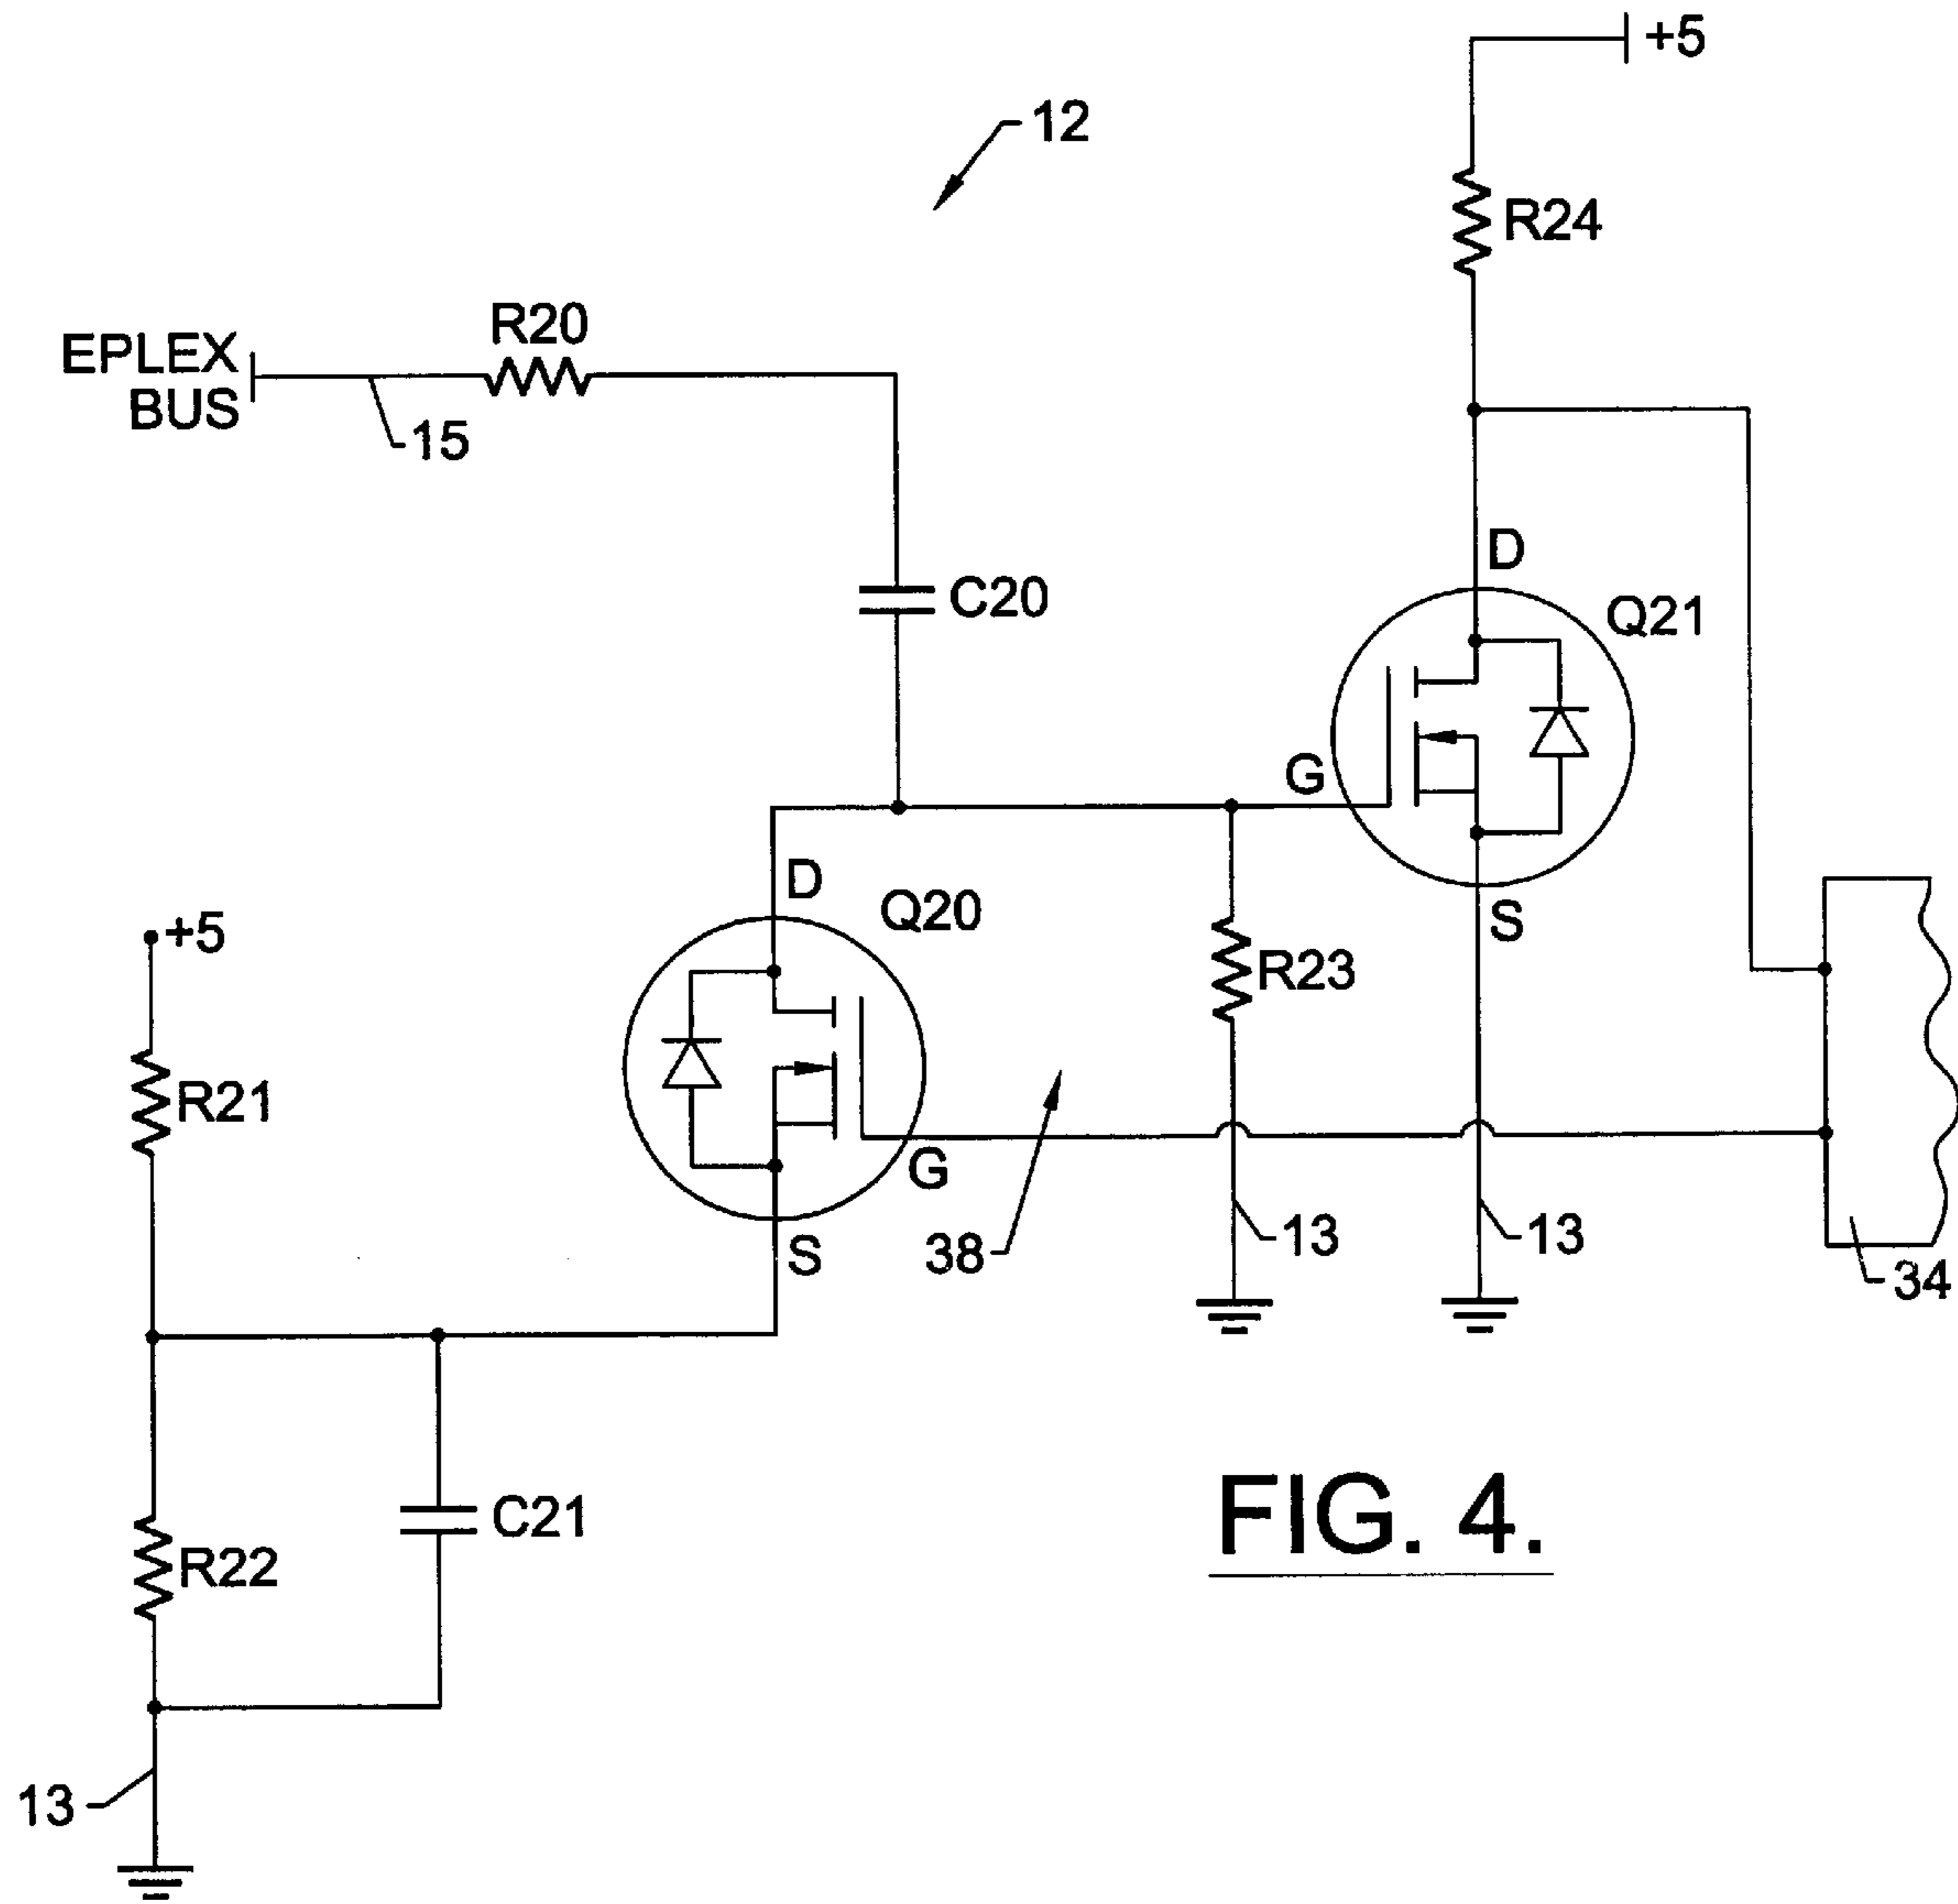 +5
12
R24
R20
EPLEX
BUS
15
D
C20
Q21
G
D
Q20
S
+5
R23
R21
G
S
38
13
13
34
C21
R22
FIG. 4.
13